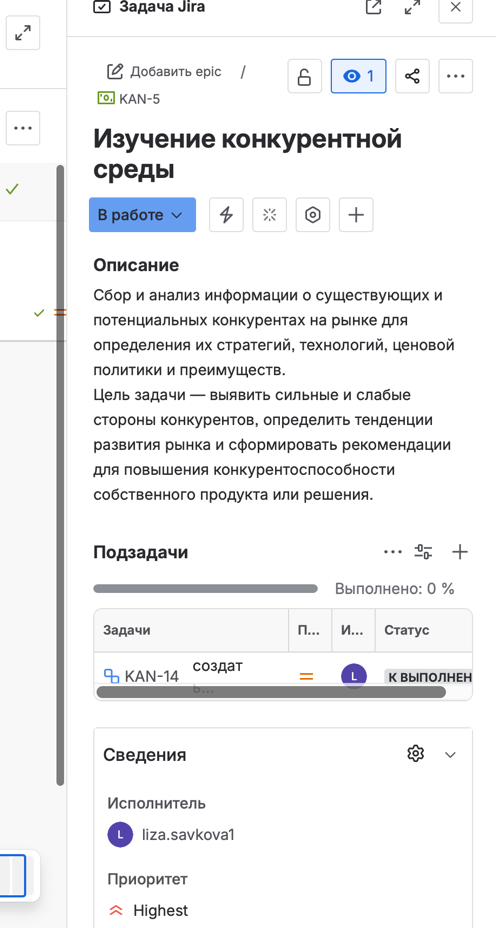 Задача Jira
Добавить epic /
1
KAN-5
Изучение конкурентной
среды
В работе
Описание
Сбор и анализ информации о существующих и
потенциальных конкурентах на рынке для
определения их стратегий, технологий, ценовой
политики и преимуществ.
Цель задачи — выявить сильные и слабые
стороны конкурентов, определить тенденции
развития рынка и сформировать рекомендации
для повышения конкурентоспособности
собственного продукта или решения.
Подзадачи
Выполнено: 0 %
Задачи П... И... Статус
KAN-14 создат L К ВЫПОЛНЕН
Сведения
Исполнитель
L liza.savkova1
Приоритет
Highest